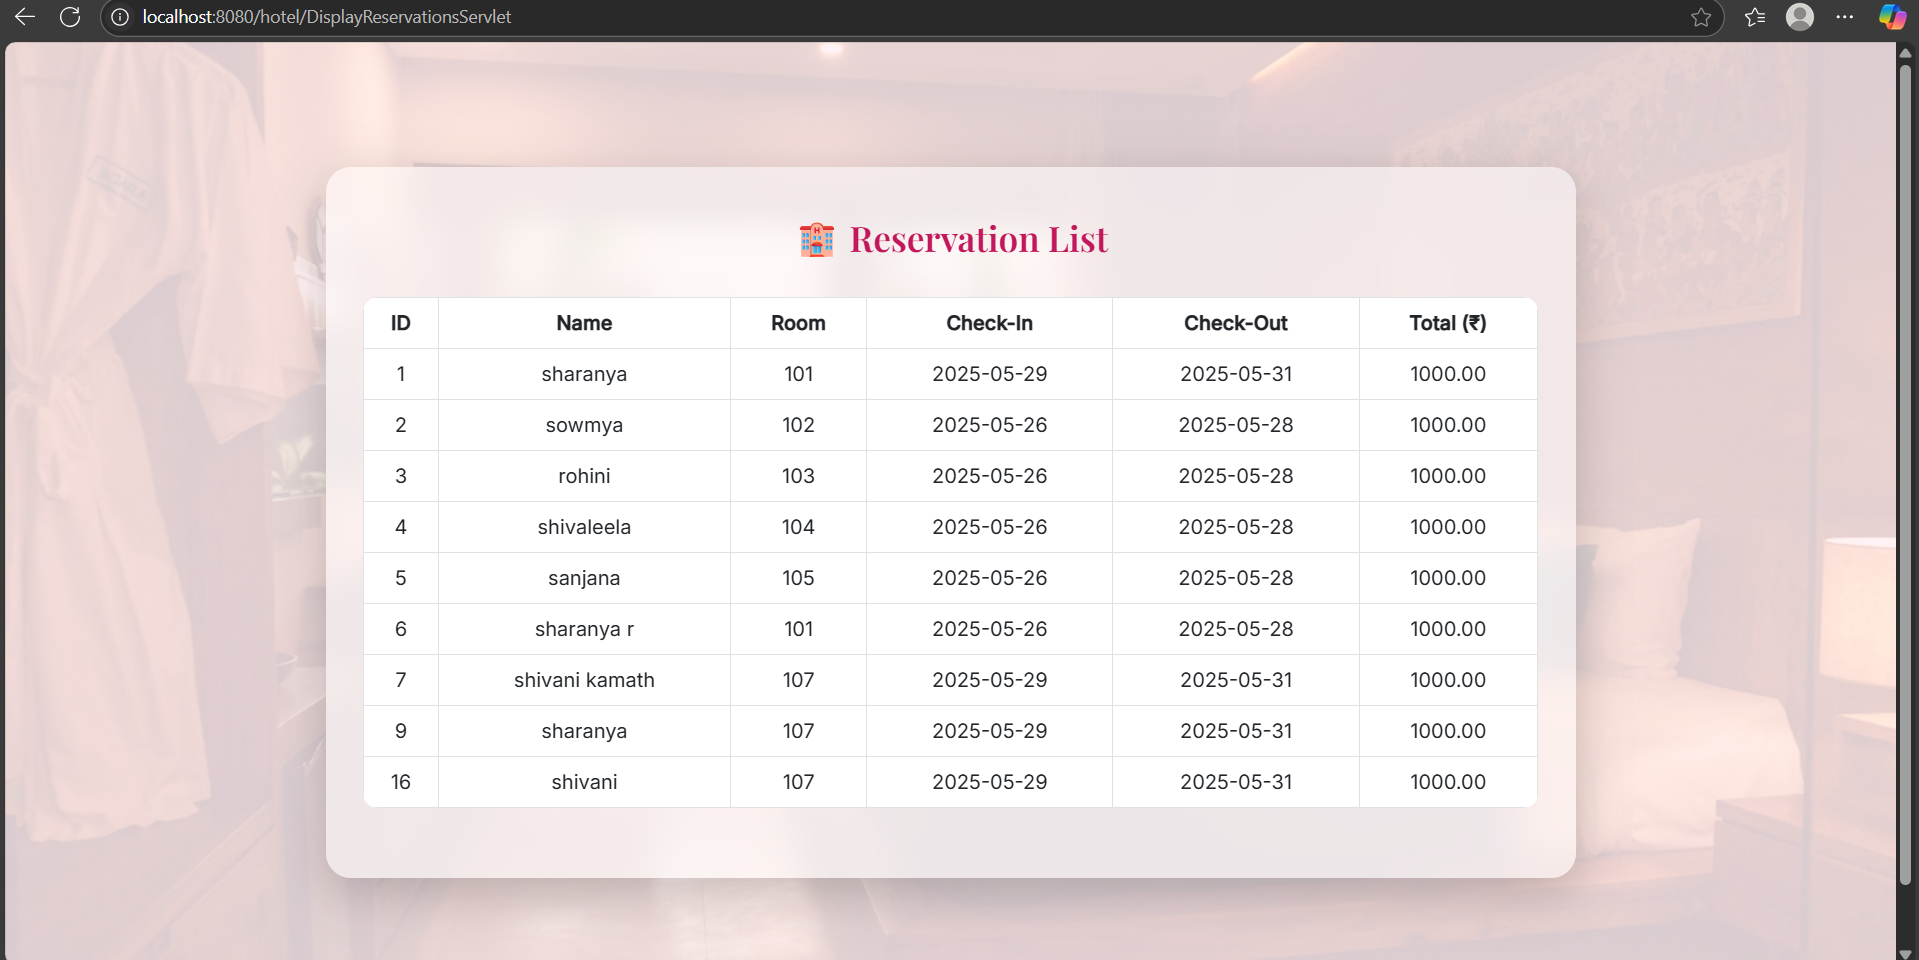 localhost:8080/hotel/DisplayReservationsServlet
🏨 Reservation List
ID Name Room Check-In Check-Out Total (₹)
1 sharanya 101 2025-05-29 2025-05-31 1000.00
2 sowmya 102 2025-05-26 2025-05-28 1000.00
3 rohini 103 2025-05-26 2025-05-28 1000.00
4 shivaleela 104 2025-05-26 2025-05-28 1000.00
5 sanjana 105 2025-05-26 2025-05-28 1000.00
6 sharanya r 101 2025-05-26 2025-05-28 1000.00
7 shivani kamath 107 2025-05-29 2025-05-31 1000.00
9 sharanya 107 2025-05-29 2025-05-31 1000.00
16 shivani 107 2025-05-29 2025-05-31 1000.00